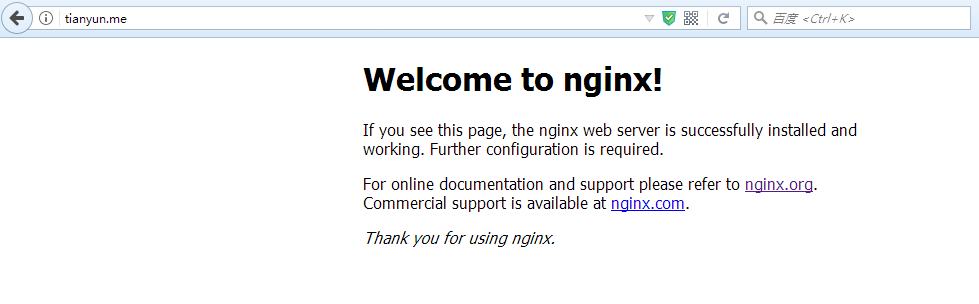 tianyun.me
百度 <Ctrl+K>
Welcome to nginx!
If you see this page, the nginx web server is successfully installed and
working. Further configuration is required.
For online documentation and support please refer to nginx.org.
Commercial support is available at nginx.com.
Thank you for using nginx.